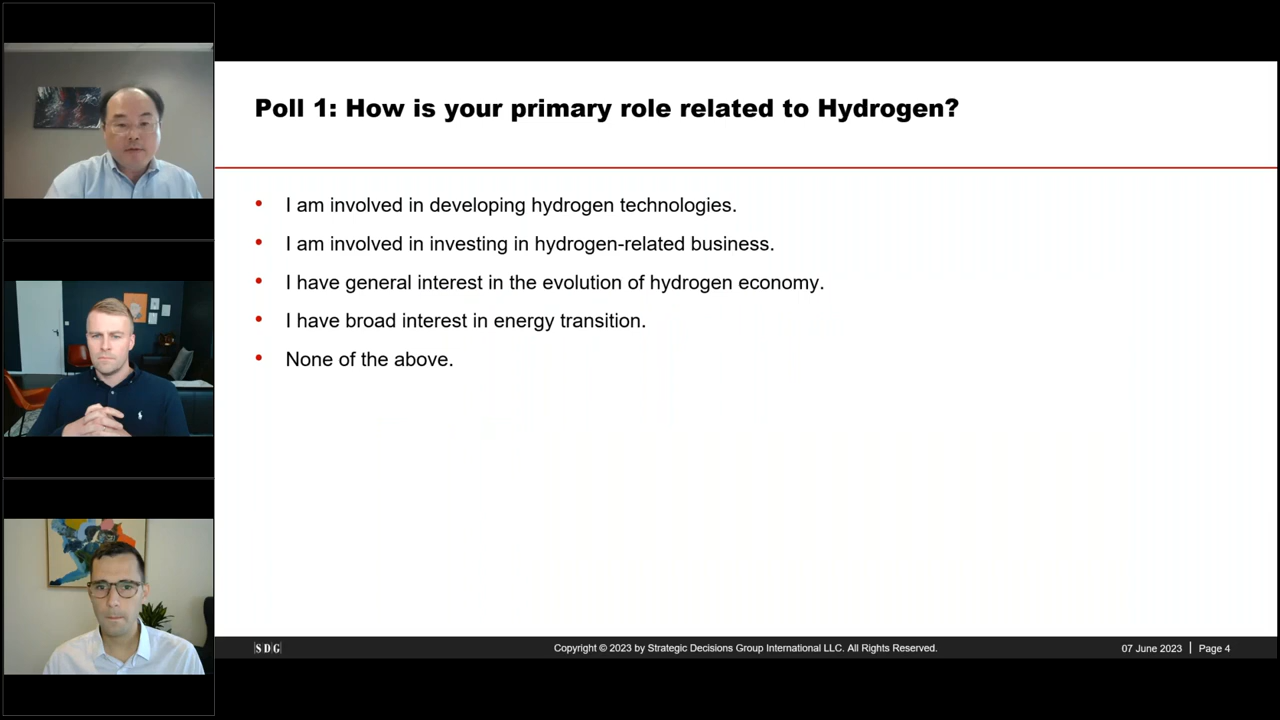 Poll 1: How is your primary role related to Hydrogen?
• I am involved in developing hydrogen technologies.
• I am involved in investing in hydrogen-related business.
• I have general interest in the evolution of hydrogen economy.
• I have broad interest in energy transition.
• None of the above.
SDG
Copyright © 2023 by Strategic Decisions Group International LLC. All Rights Reserved.
07 June 2023 | Page 4